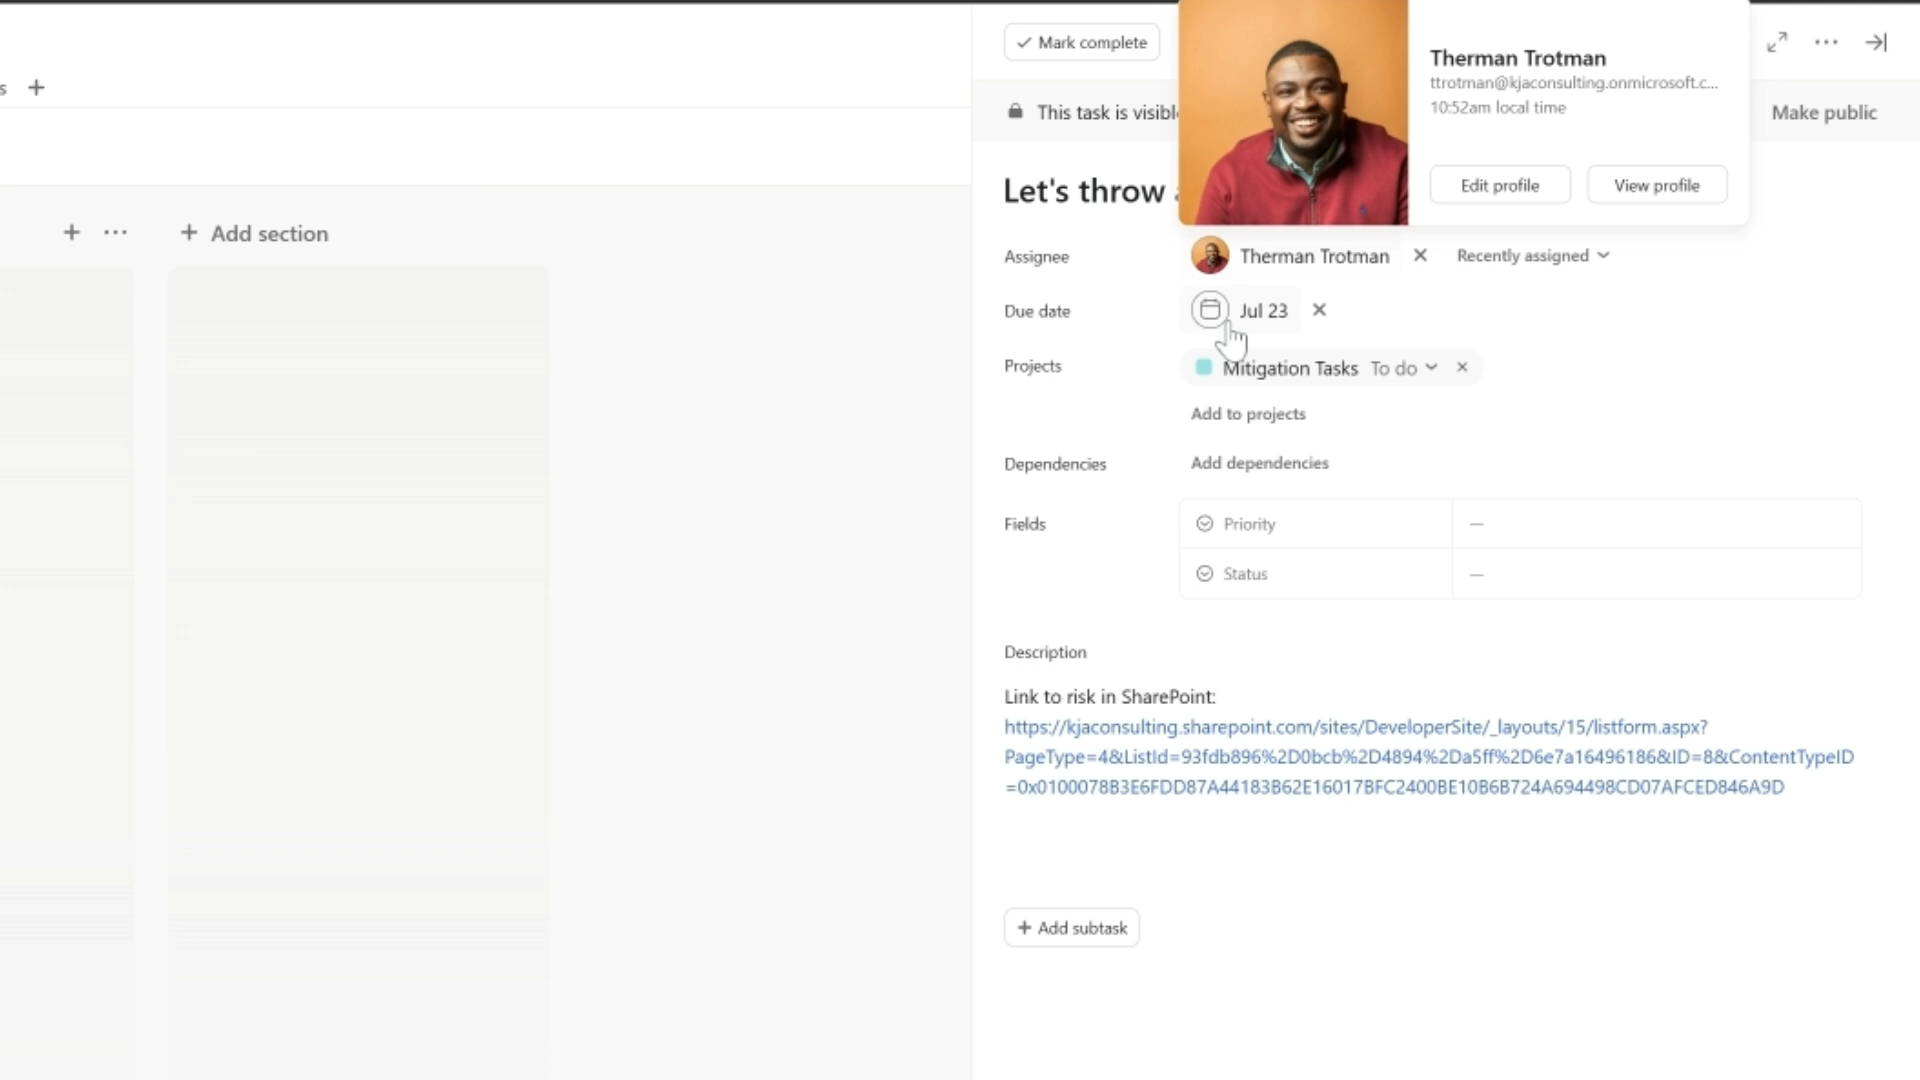 Mark complete
Therman Trotman
ttrotman@kjaconsulting.onmicrosoft.c...
10:52am local time
Edit profile
View profile
This task is
Make public
Let's throw
Add section
Assignee
Therman Trotman
Recently assigned
Due date
Jul 23
Projects
Mitigation Tasks
To do
Add to projects
Dependencies
Add dependencies
Fields
Priority
—
Status
—
Description
Link to risk in SharePoint:
https://kjaconsulting.sharepoint.com/sites/DeveloperSite/_layouts/15/listform.aspx?
PageType=4&ListId=93fdb896%2D0bcb%2D4894%2Da5ff%2D6e7a16496186&ID=8&ContentTypeID
=0x0100078B3E6FDD87A44183B62E16017BFC2400BE10B6B724A694498CD07AFCED846A9D
Add subtask